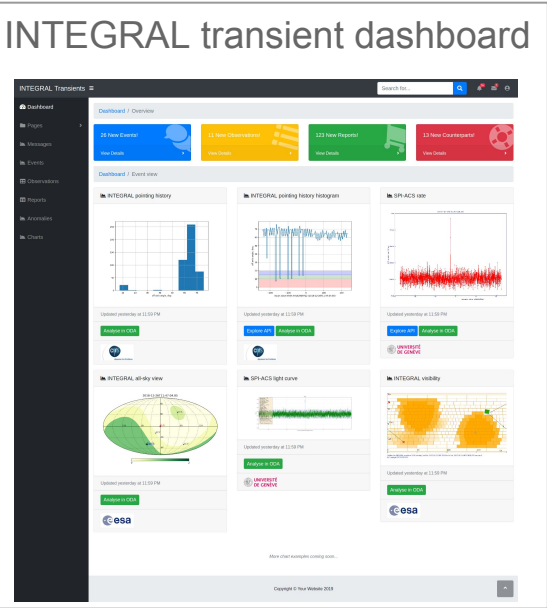 INTEGRAL transient dashboard
INTEGRAL Transients
Search for...
Dashboard
Pages
Messages
Events
Observations
Reports
Anomalies
Charts
Dashboard / Overview
26 New Events!
View Details
11 New Observations!
View Details
123 New Reports!
View Details
13 New Counterparts!
View Details
Dashboard / Event view
INTEGRAL pointing history
Updated yesterday at 11:59 PM
Analyse in ODA
INTEGRAL pointing history histogram
Updated yesterday at 11:59 PM
Explore API Analyse in ODA
SPI-ACS rate
Updated yesterday at 11:59 PM
Explore API Analyse in ODA
UNIVERSITÉ
DE GENÈVE
INTEGRAL all-sky view
Updated yesterday at 11:59 PM
Analyse in ODA
esa
SPI-ACS light curve
Updated yesterday at 11:59 PM
Analyse in ODA
UNIVERSITÉ
DE GENÈVE
INTEGRAL visibility
Updated yesterday at 11:59 PM
Analyse in ODA
esa
More chart examples coming soon...
Copyright © Your Website 2019